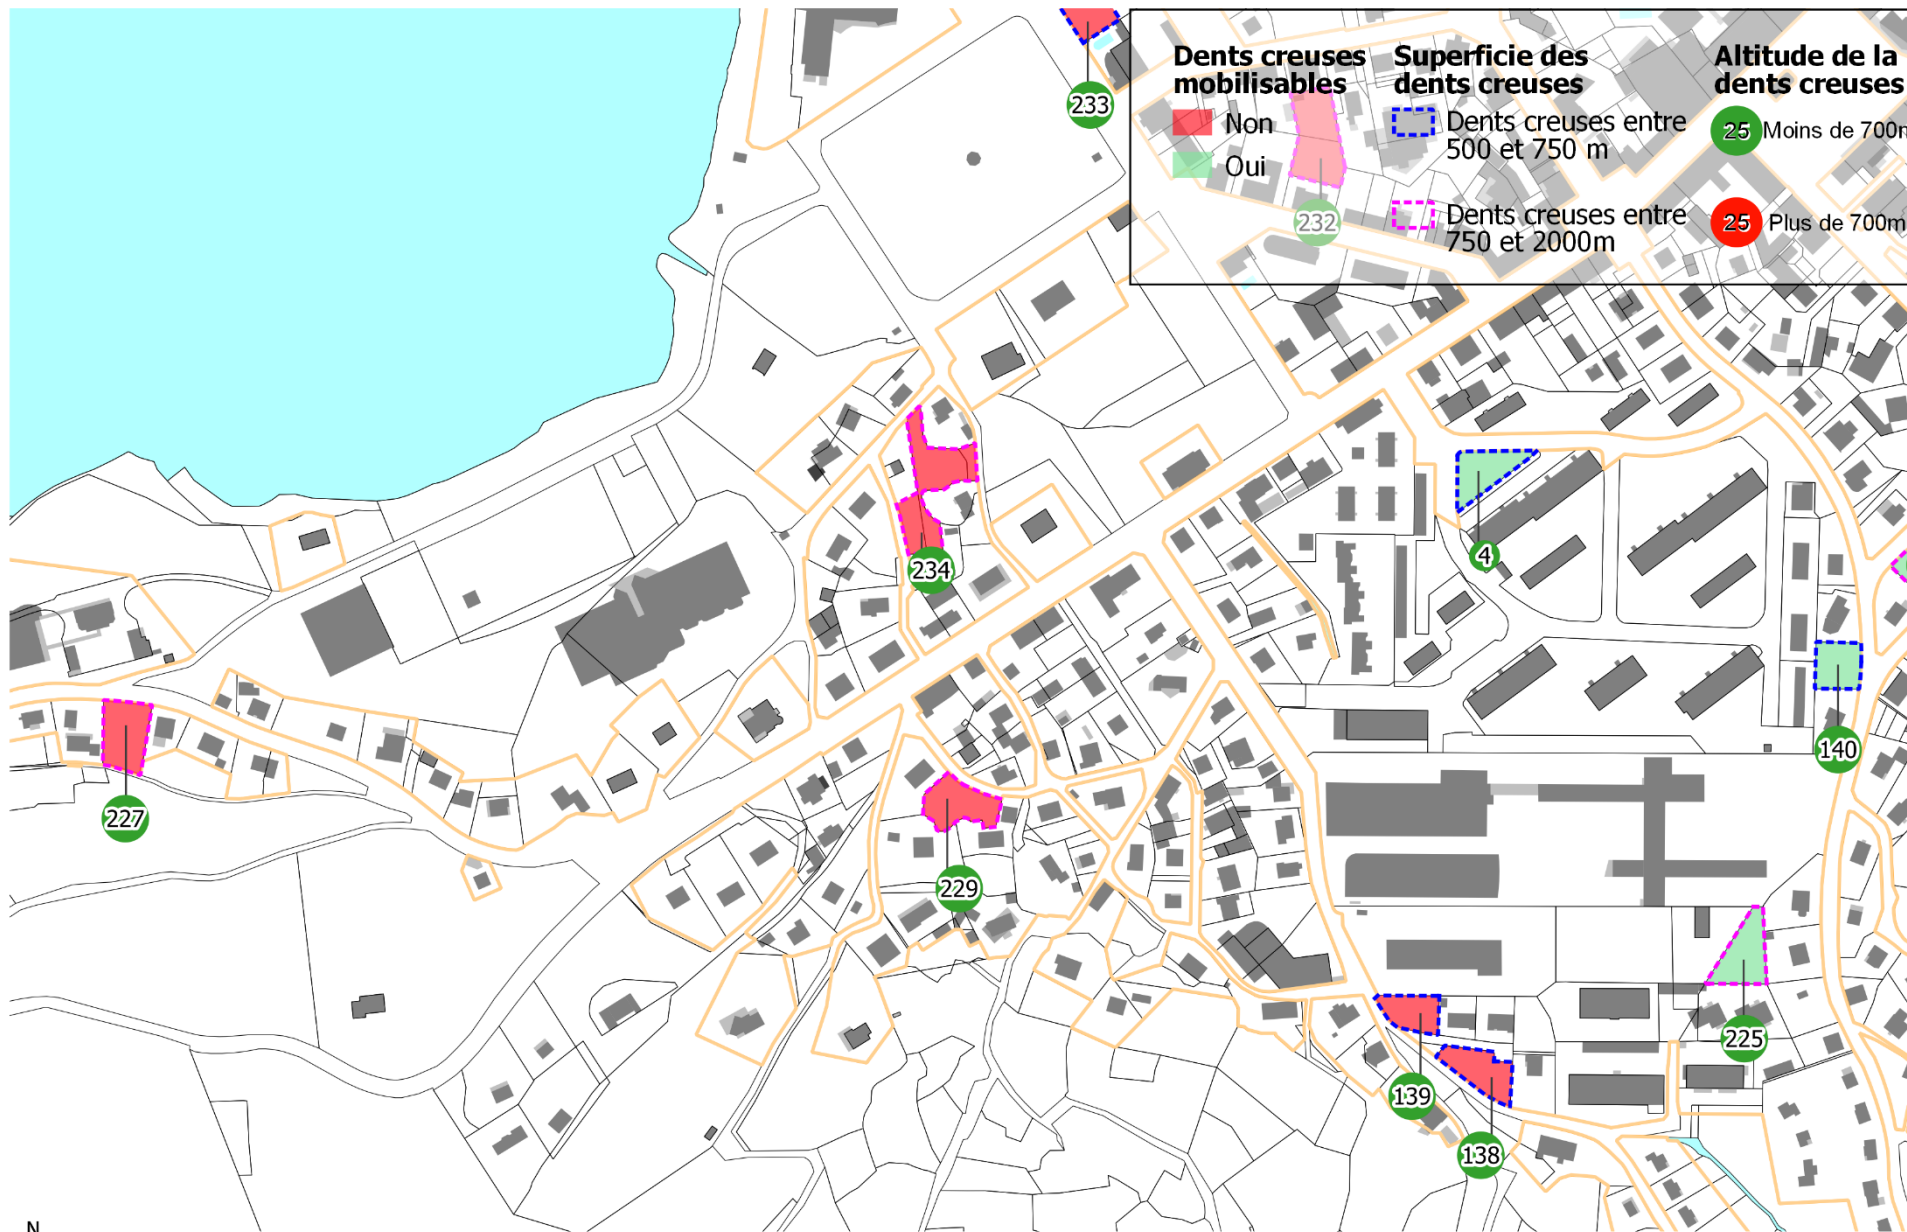 Dents creuses
mobilisables
Non
Oui
Superficie des
dents creuses
Dents creuses entre
500 et 750 m
Dents creuses entre
750 et 2000m
Altitude de la
dents creuses
25 Moins de 700m
25 Plus de 700m
233
232
234
4
140
227
229
225
139
138
N